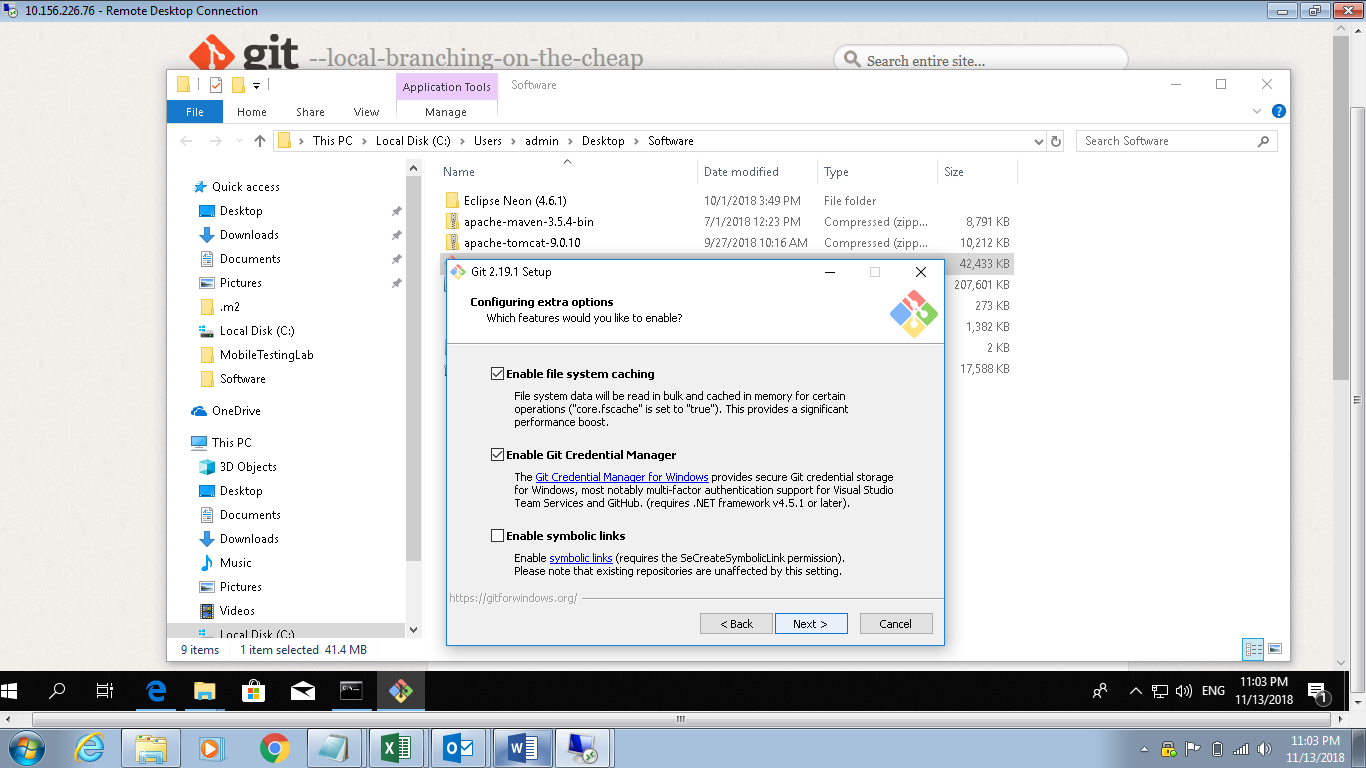 10.156.226.76 - Remote Desktop Connection
git --local-branching-on-the-cheap
Search entire site...
Application Tools
Software
File
Home
Share
View
Manage
This PC
Local Disk (C:)
Users
admin
Desktop
Software
Search Software
Name
Date modified
Type
Size
Quick access
Desktop
Downloads
Documents
Pictures
.m2
Local Disk (C:)
MobileTestingLab
Software
OneDrive
This PC
3D Objects
Desktop
Documents
Downloads
Music
Pictures
Videos
Local Disk (C:)
Eclipse Neon (4.6.1) 10/1/2018 3:49 PM File folder
apache-maven-3.5.4-bin 7/1/2018 12:23 PM Compressed (zipp... 8,791 KB
apache-tomcat-9.0.10 9/27/2018 10:16 AM Compressed (zipp... 10,212 KB
42,433 KB
207,601 KB
273 KB
1,382 KB
2 KB
17,588 KB
Git 2.19.1 Setup
Configuring extra options
Which features would you like to enable?
Enable file system caching
File system data will be read in bulk and cached in memory for certain
operations ("core.fscache" is set to "true"). This provides a significant
performance boost.
Enable Git Credential Manager
The Git Credential Manager for Windows provides secure Git credential storage
for Windows, most notably multi-factor authentication support for Visual Studio
Team Services and GitHub. (requires .NET framework v4.5.1 or later).
Enable symbolic links
Enable symbolic links (requires the SeCreateSymbolicLink permission).
Please note that existing repositories are unaffected by this setting.
https://gitforwindows.org/
< Back
Next >
Cancel
9 items
1 item selected 41.4 MB
ENG
11:03 PM
11/13/2018
1
11:03 PM
11/13/2018